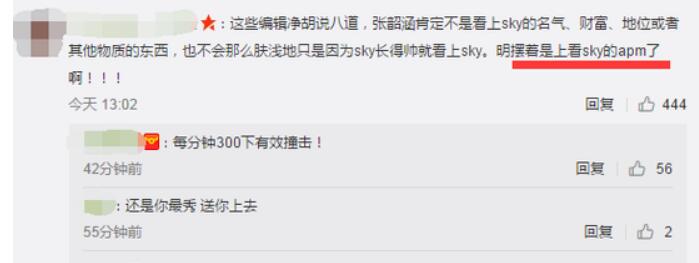 ：这些编辑净胡说八道，张韶涵肯定不是看上sky的名气、财富、地位或者
其他物质的东西，也不会那么肤浅地只是因为sky长得帅就看上sky。明摆着是上看sky的apm了
啊！！！
今天 13:02 回复 444
：每分钟300下有效撞击！
42分钟前 回复 56
：还是你最秀 送你上去
55分钟前 回复 2